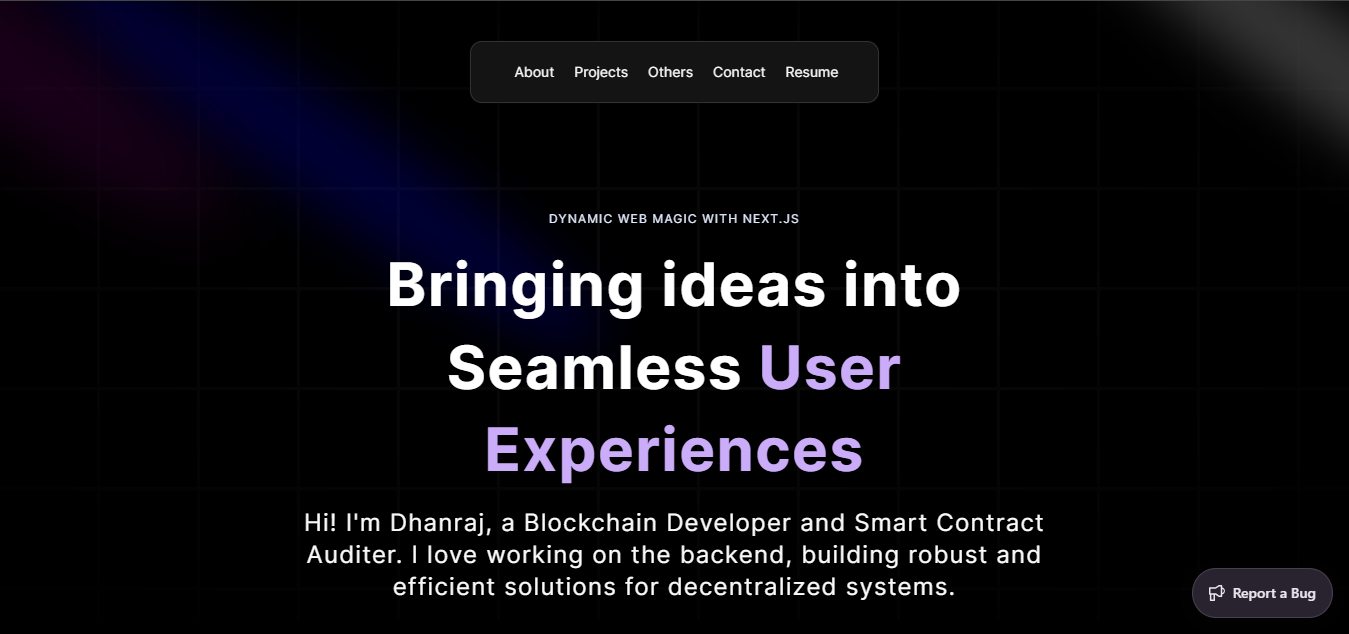 About Projects Others Contact Resume
DYNAMIC WEB MAGIC WITH NEXT.JS
Bringing ideas into
Seamless User
Experiences
Hi! I'm Dhanraj, a Blockchain Developer and Smart Contract
Auditer. I love working on the backend, building robust and
efficient solutions for decentralized systems.
Report a Bug